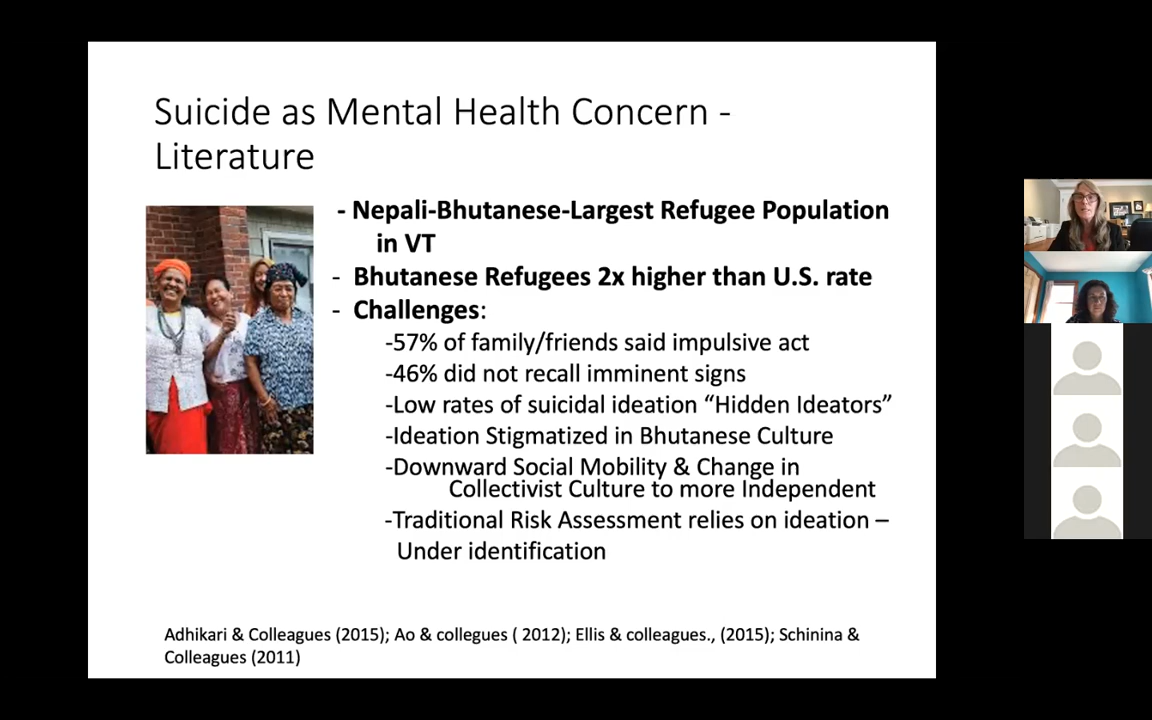 Suicide as Mental Health Concern -
Literature
- Nepali-Bhutanese-Largest Refugee Population
in VT
- Bhutanese Refugees 2x higher than U.S. rate
- Challenges:
-57% of family/friends said impulsive act
-46% did not recall imminent signs
-Low rates of suicidal ideation “Hidden Ideators”
-Ideation Stigmatized in Bhutanese Culture
-Downward Social Mobility & Change in
Collectivist Culture to more Independent
-Traditional Risk Assessment relies on ideation –
Under identification
Adhikari & Colleagues (2015); Ao & collegues ( 2012); Ellis & colleagues., (2015); Schinina &
Colleagues (2011)